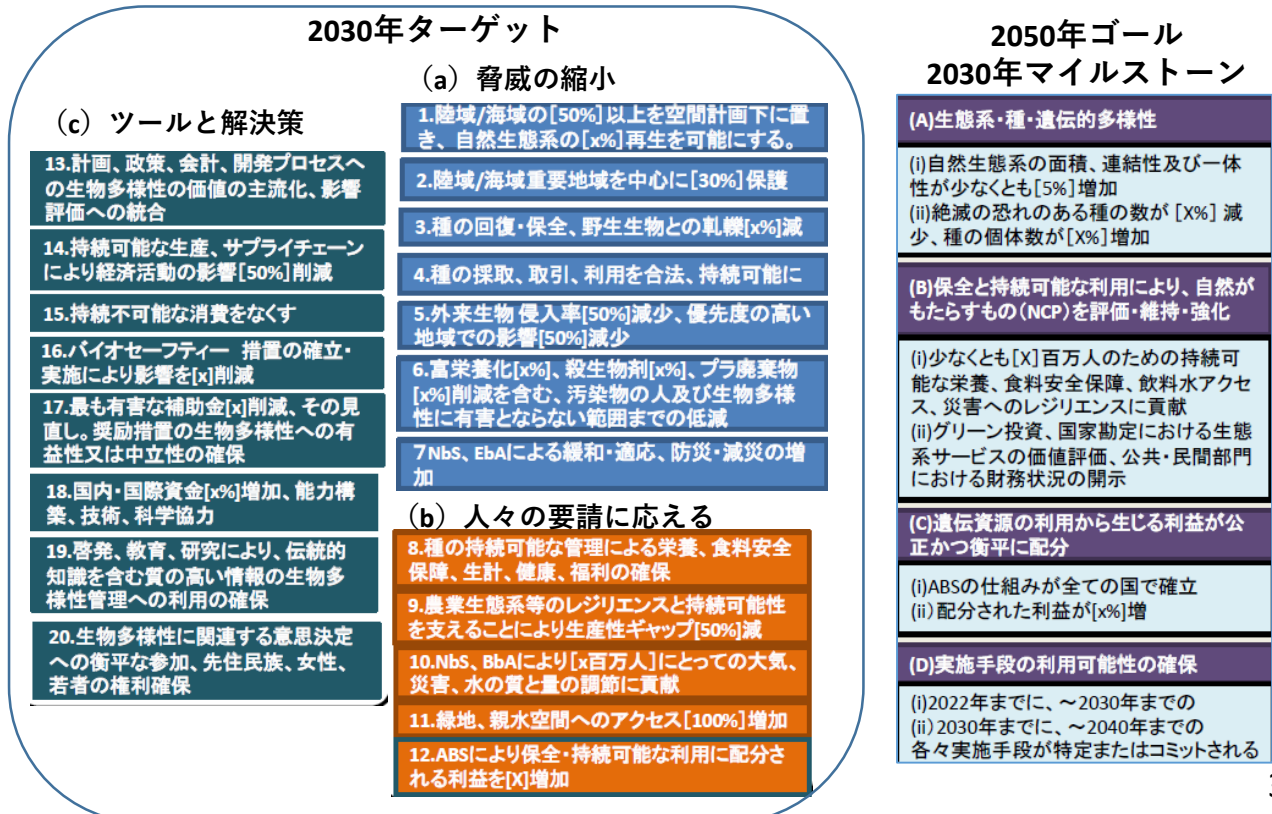 2030年ターゲット
(c) ツールと解決策
13.計画、政策、会計、開発プロセスへ
の生物多様性の価値の主流化、影響
評価への統合
14.持続可能な生産、サプライチェーン
により経済活動の影響[50%]削減
15.持続不可能な消費をなくす
16.バイオセーフティー 措置の確立・
実施により影響を[x]削減
17.最も有害な補助金[x]削減、その見
直し。奨励措置の生物多様性への有
益性又は中立性の確保
18.国内・国際資金[x%]増加、能力構
築、技術、科学協力
19.啓発、教育、研究により、伝統的
知識を含む質の高い情報の生物多
様性管理への利用の確保
20.生物多様性に関連する意思決定
への衡平な参加、先住民族、女性、
若者の権利確保
(a) 脅威の縮小
1.陸域/海域の[50%]以上を空間計画下に置
き、自然生態系の[x%]再生を可能にする。
2.陸域/海域重要地域を中心に[30%]保護
3.種の回復・保全、野生生物との軋轢[x%]減
4.種の採取、取引、利用を合法、持続可能に
5.外来生物 侵入率[50%]減少、優先度の高い
地域での影響[50%]減少
6.富栄養化[x%]、殺生物剤[x%]、プラ廃棄物
[x%]削減を含む、汚染物の人及び生物多様
性に有害とならない範囲までの低減
7NbS、EbAによる緩和・適応、防災・減災の増
加
(b) 人々の要請に応える
8.種の持続可能な管理による栄養、食料安全
保障、生計、健康、福利の確保
9.農業生態系等のレジリエンスと持続可能性
を支えることにより生産性ギャップ[50%]減
10.NbS、BbAにより[x百万人]にとっての大気、
災害、水の質と量の調節に貢献
11.緑地、親水空間へのアクセス[100%]増加
12.ABSにより保全・持続可能な利用に配分さ
れる利益を[X]増加
2050年ゴール
2030年マイルストーン
(A)生態系・種・遺伝的多様性
(i)自然生態系の面積、連結性及び一体
性が少なくとも[5%]増加
(ii)絶滅の恐れのある種の数が [X%] 減
少、種の個体数が[X%]増加
(B)保全と持続可能な利用により、自然が
もたらすもの(NCP)を評価・維持・強化
(i)少なくとも[X]百万人のための持続可
能な栄養、食料安全保障、飲料水アクセ
ス、災害へのレジリエンスに貢献
(ii)グリーン投資、国家勘定における生態
系サービスの価値評価、公共・民間部門
における財務状況の開示
(C)遺伝資源の利用から生じる利益が公
正かつ衡平に配分
(i)ABSの仕組みが全ての国で確立
(ii)配分された利益が[x%]増
(D)実施手段の利用可能性の確保
(i)2022年までに、～2030年までの
(ii)2030年までに、～2040年までの
各々実施手段が特定またはコミットされる